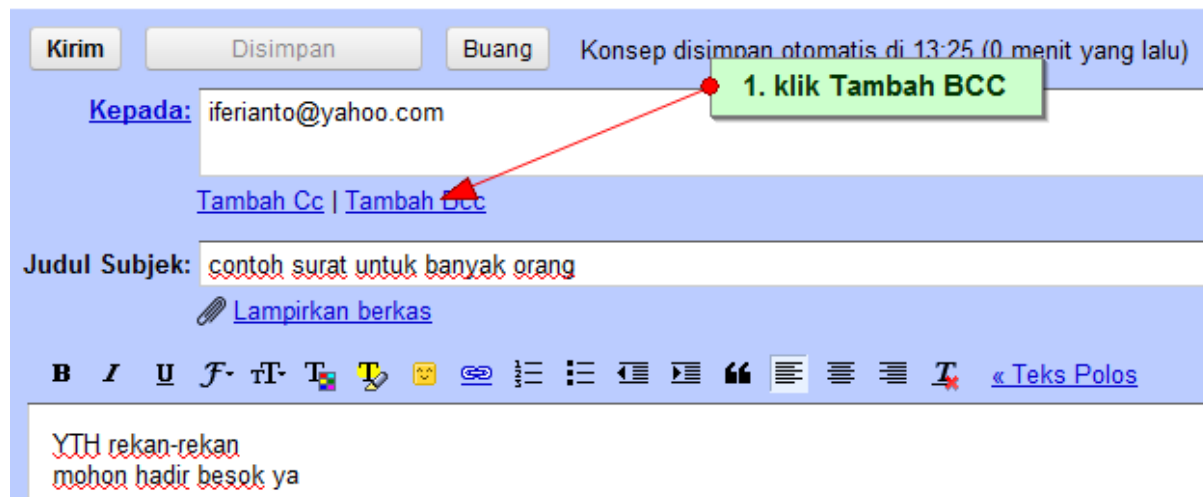 Kirim Disimpan Buang Konsep disimpan otomatis di 13:25 (0 menit yang lalu)
1. klik Tambah BCC
Kepada: iferianto@yahoo.com
Tambah Cc | Tambah Bcc
Judul Subjek: contoh surat untuk banyak orang
Lampirkan berkas
B I U « Teks Polos
YTH rekan-rekan
mohon hadir besok ya